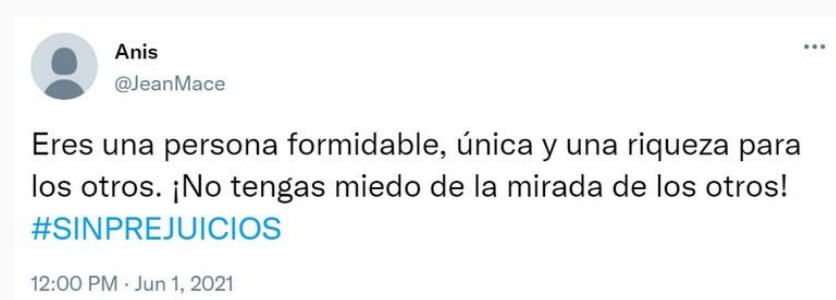 Anis
@JeanMace
Eres una persona formidable, única y una riqueza para
los otros. ¡No tengas miedo de la mirada de los otros!
#SINPREJUICIOS
12:00 PM · Jun 1, 2021